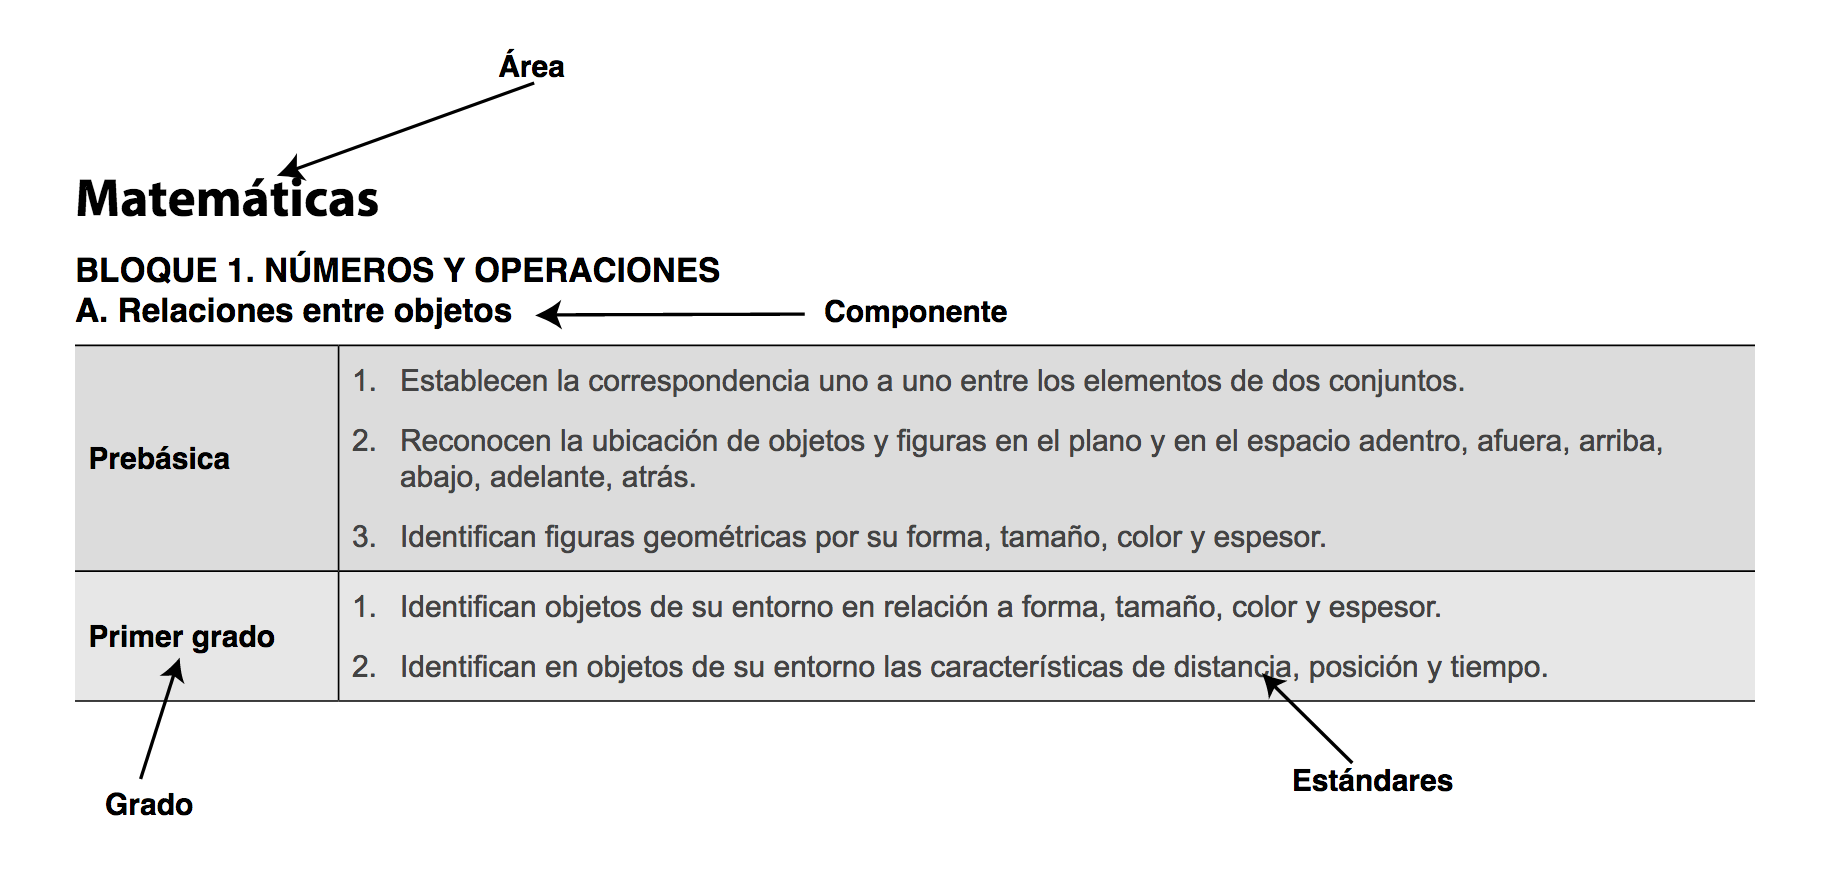 Área
Matemáticas
BLOQUE 1. NÚMEROS Y OPERACIONES
A. Relaciones entre objetos
Componente
Prebásica
1. Establecen la correspondencia uno a uno entre los elementos de dos conjuntos.
2. Reconocen la ubicación de objetos y figuras en el plano y en el espacio adentro, afuera, arriba,
abajo, adelante, atrás.
3. Identifican figuras geométricas por su forma, tamaño, color y espesor.
Primer grado
1. Identifican objetos de su entorno en relación a forma, tamaño, color y espesor.
2. Identifican en objetos de su entorno las características de distancia, posición y tiempo.
Grado
Estándares